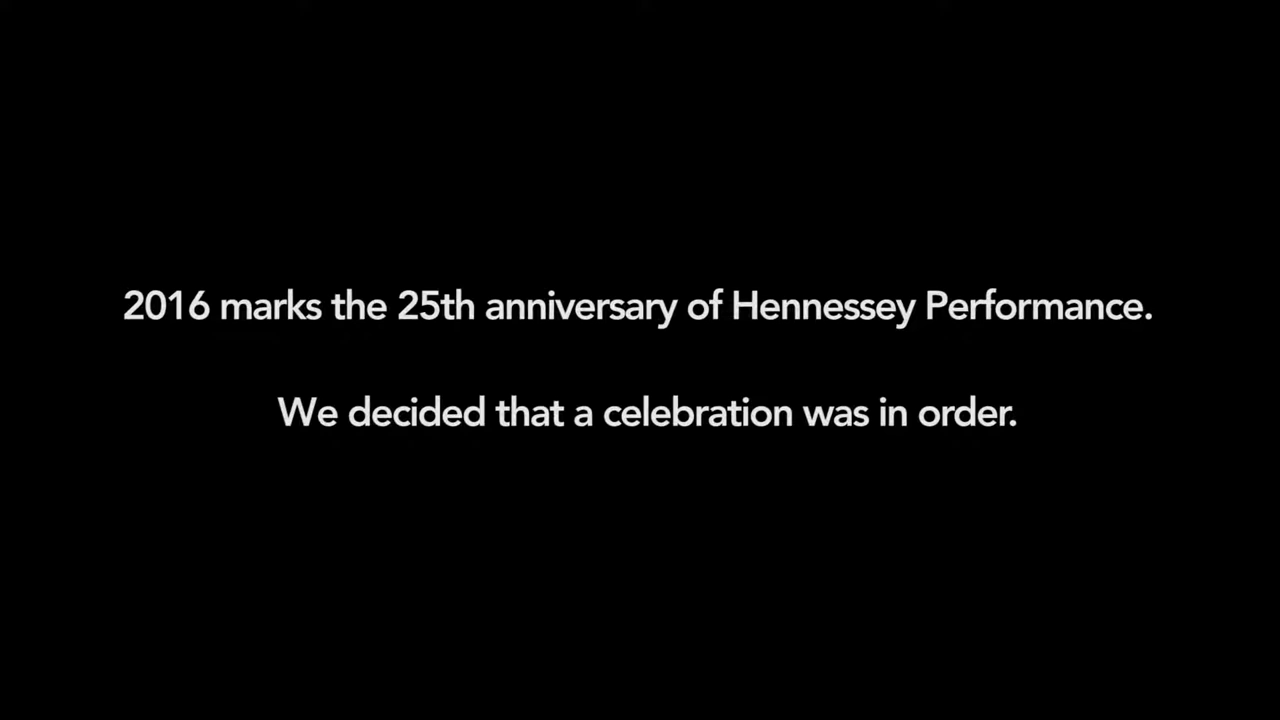 2016 marks the 25th anniversary of Hennessey Performance.
We decided that a celebration was in order.